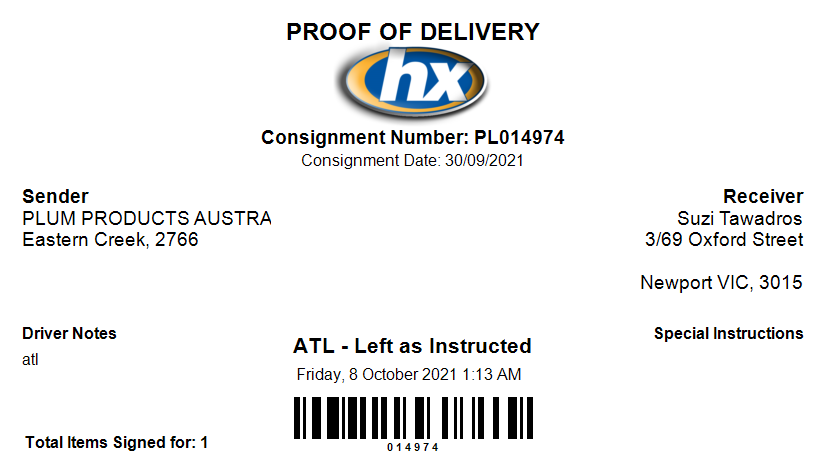 PROOF OF DELIVERY
hx
Consignment Number: PL014974
Consignment Date: 30/09/2021
Sender
PLUM PRODUCTS AUSTRA
Eastern Creek, 2766
Receiver
Suzi Tawadros
3/69 Oxford Street
Newport VIC, 3015
Driver Notes
atl
ATL - Left as Instructed
Friday, 8 October 2021 1:13 AM
Special Instructions
014974
Total Items Signed for: 1